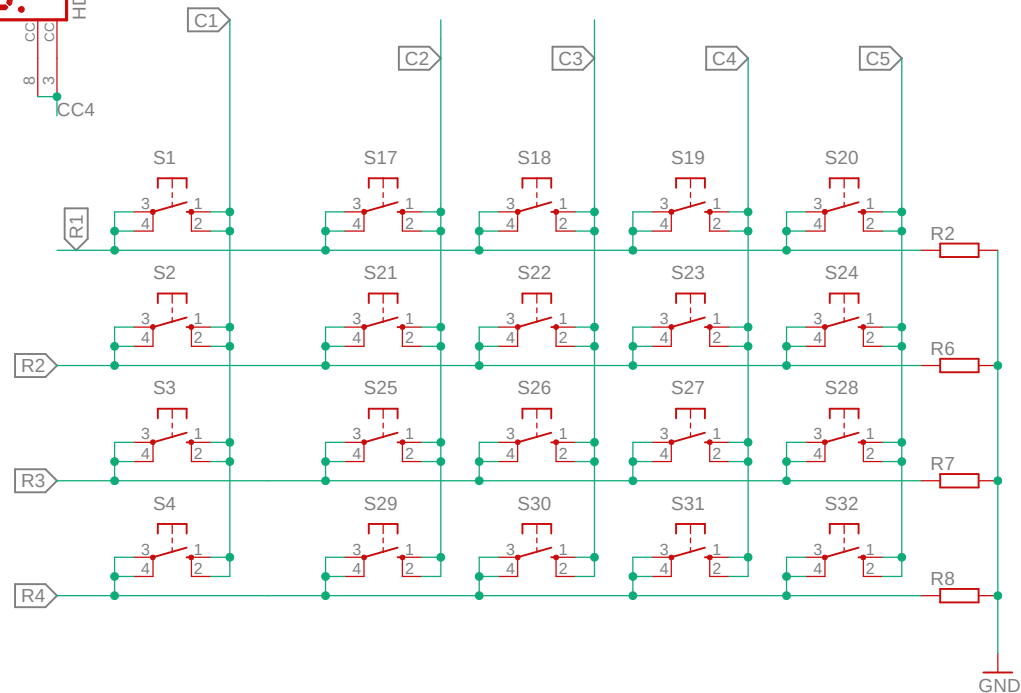 HD
C1
CC
CC
C2
C3
C4
C5
8
3
CC4
S1
S17
S18
S19
S20
3 1
3 1
3 1
3 1
3 1
4 2
4 2
4 2
4 2
4 2
R1
R2
S2
S21
S22
S23
S24
3 1
3 1
3 1
3 1
3 1
4 2
4 2
4 2
4 2
4 2
R2
R6
S3
S25
S26
S27
S28
3 1
3 1
3 1
3 1
3 1
4 2
4 2
4 2
4 2
4 2
R3
R7
S4
S29
S30
S31
S32
3 1
3 1
3 1
3 1
3 1
4 2
4 2
4 2
4 2
4 2
R4
R8
GND